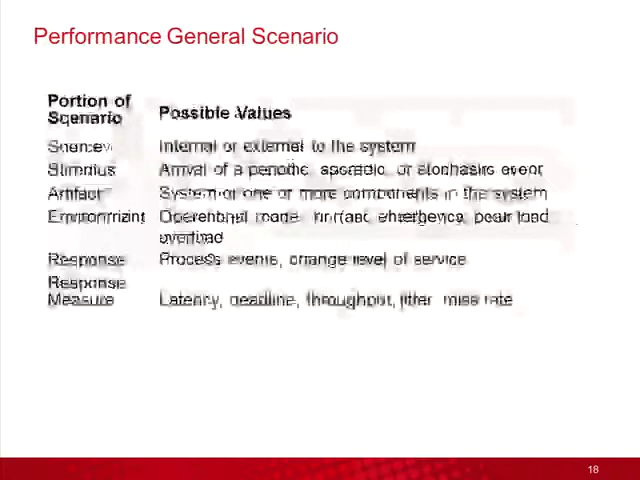 Performance General Scenario
Portion of
Scenario
Possible Values
Source
Internal or external to the system
Stimulus
Arrival of a periodic, sporadic, or stochastic event
Artifact
System or one or more components in the system
Environment
Operational mode: normal, emergency, peak load
overload
Response
Process events, change level of service
Response
Measure
Latency, deadline, throughput, jitter, miss rate
18